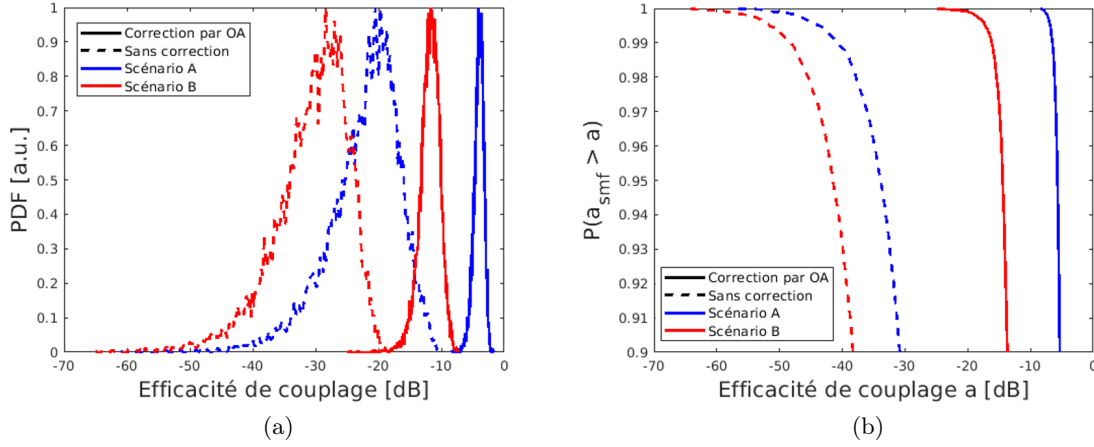 Correction par OA
Sans correction
Scénario A
Scénario B
PDF [a.u.]
1
0.9
0.8
0.7
0.6
0.5
0.4
0.3
0.2
0.1
0
-70 -60 -50 -40 -30 -20 -10 0
Efficacité de couplage [dB]
(a)
P(a_smf > a)
1
0.99
0.98
0.97
0.96
0.95
0.94
0.93
0.92
0.91
0.9
Correction par OA
Sans correction
Scénario A
Scénario B
-70 -60 -50 -40 -30 -20 -10 0
Efficacité de couplage a [dB]
(b)